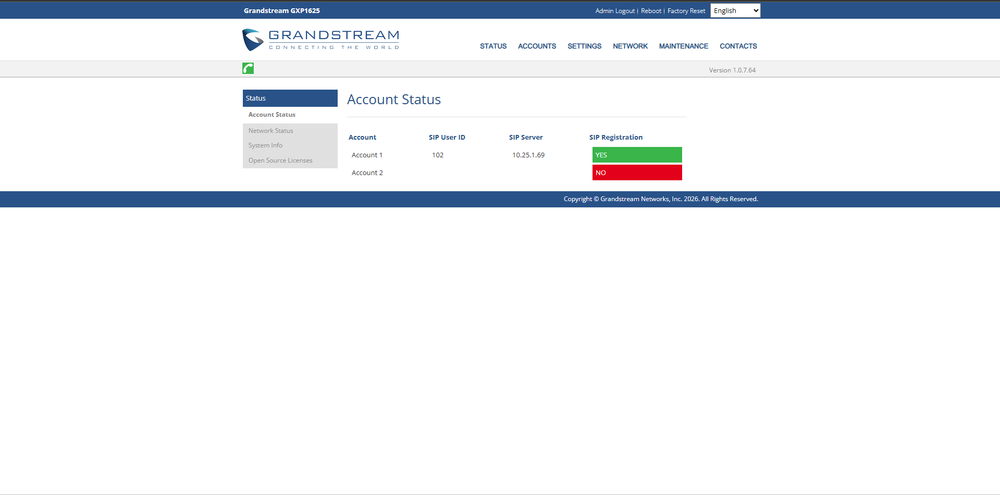 Grandstream GXP1625
Admin Logout | Reboot | Factory Reset English
GRANDSTREAM
CONNECTING THE WORLD
STATUS ACCOUNTS SETTINGS NETWORK MAINTENANCE CONTACTS
Version 1.0.7.64
Status
Account Status
Network Status
System Info
Open Source Licenses
Account Status
Account SIP User ID SIP Server SIP Registration
Account 1 102 10.25.1.69 YES
Account 2 NO
Copyright © Grandstream Networks, Inc. 2026. All Rights Reserved.